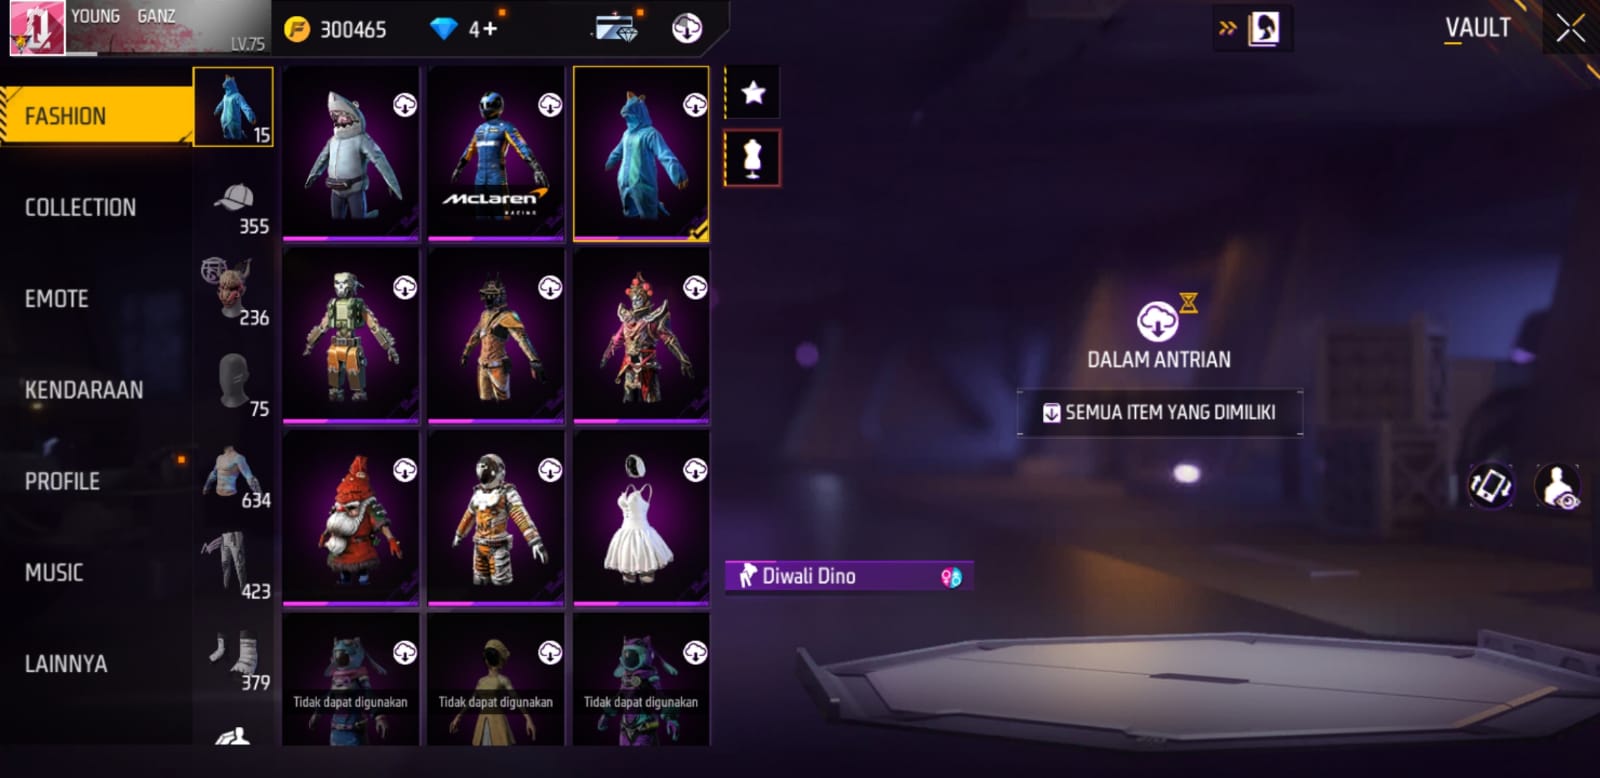 YOUNG GANZ
LV.75
300465
4+
VAULT
FASHION
15
COLLECTION
355
EMOTE
236
KENDARAAN
75
PROFILE
634
MUSIC
423
LAINNYA
379
McLaren
RACING
Tidak dapat digunakan
Tidak dapat digunakan
Tidak dapat digunakan
DALAM ANTRIAN
SEMUA ITEM YANG DIMILIKI
Diwali Dino